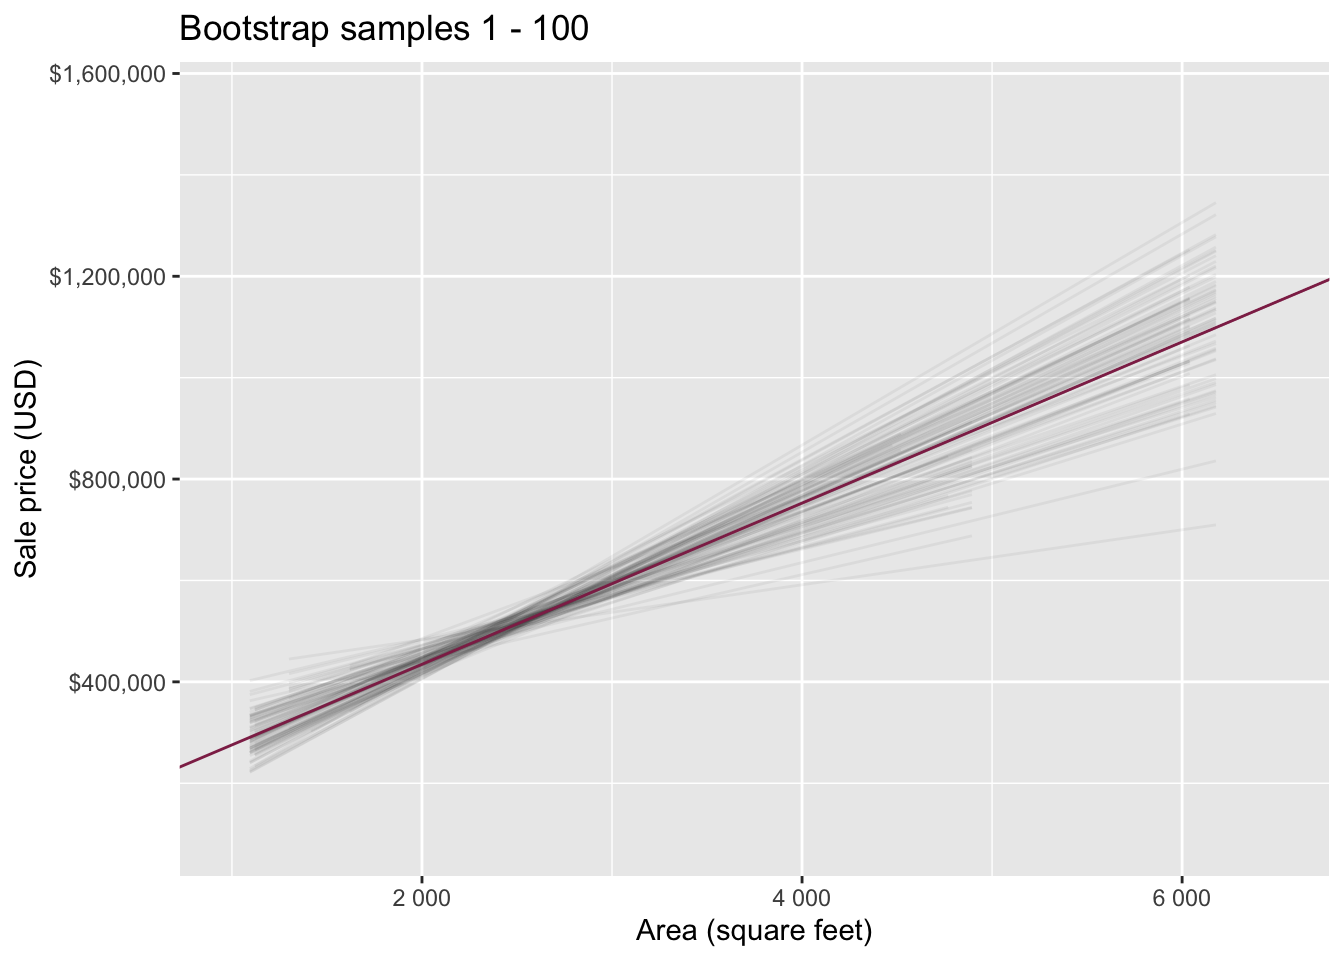 Bootstrap samples 1 - 100
$1,600,000
$1,200,000
$800,000
$400,000
Sale price (USD)
2 000
4 000
6 000
Area (square feet)